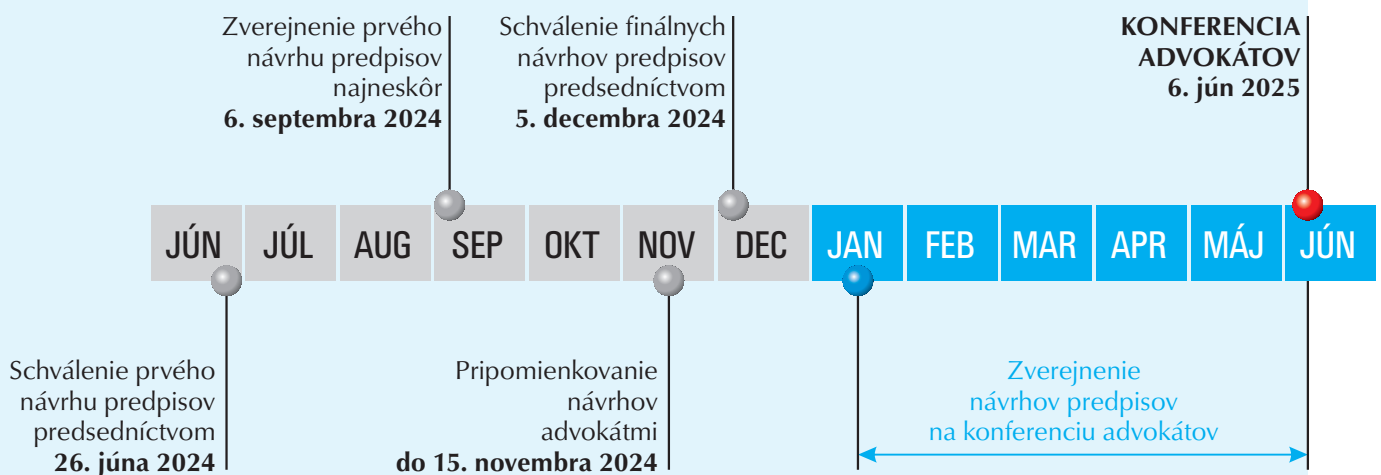 Zverejnenie prvého
návrhu predpisov
najneskôr
6. septembra 2024
Schválenie finálnych
návrhov predpisov
predsedníctvom
5. decembra 2024
KONFERENCIA
ADVOKÁTOV
6. jún 2025
JÚN JÚL AUG SEP OKT NOV DEC JAN FEB MAR APR MÁJ JÚN
Schválenie prvého
návrhu predpisov
predsedníctvom
26. júna 2024
Pripomienkovanie
návrhov
advokátmi
do 15. novembra 2024
Zverejnenie
návrhov predpisov
na konferenciu advokátov